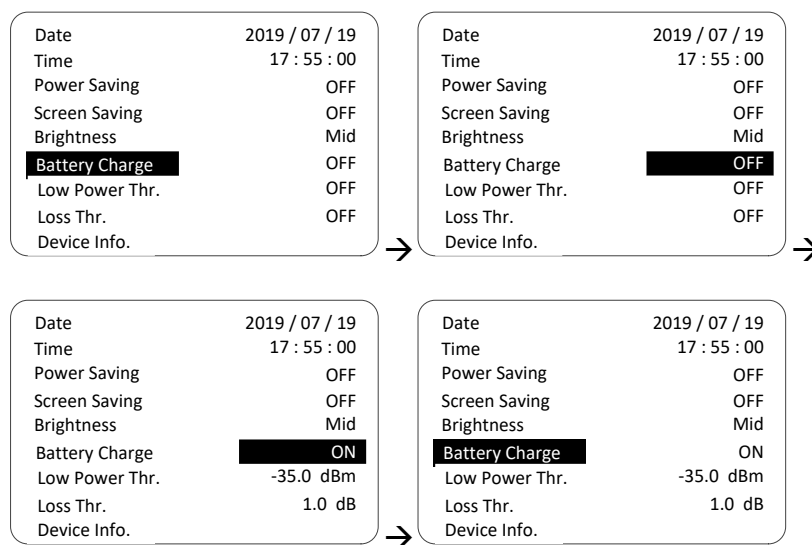 Date 2019 / 07 / 19
Time 17 : 55 : 00
Power Saving OFF
Screen Saving OFF
Brightness Mid
Battery Charge OFF
Low Power Thr. OFF
Loss Thr. OFF
Device Info.
→
Date 2019 / 07 / 19
Time 17 : 55 : 00
Power Saving OFF
Screen Saving OFF
Brightness Mid
Battery Charge OFF
Low Power Thr. OFF
Loss Thr. OFF
Device Info.
→
Date 2019 / 07 / 19
Time 17 : 55 : 00
Power Saving OFF
Screen Saving OFF
Brightness Mid
Battery Charge ON
Low Power Thr. -35.0 dBm
Loss Thr. 1.0 dB
Device Info.
→
Date 2019 / 07 / 19
Time 17 : 55 : 00
Power Saving OFF
Screen Saving OFF
Brightness Mid
Battery Charge ON
Low Power Thr. -35.0 dBm
Loss Thr. 1.0 dB
Device Info.